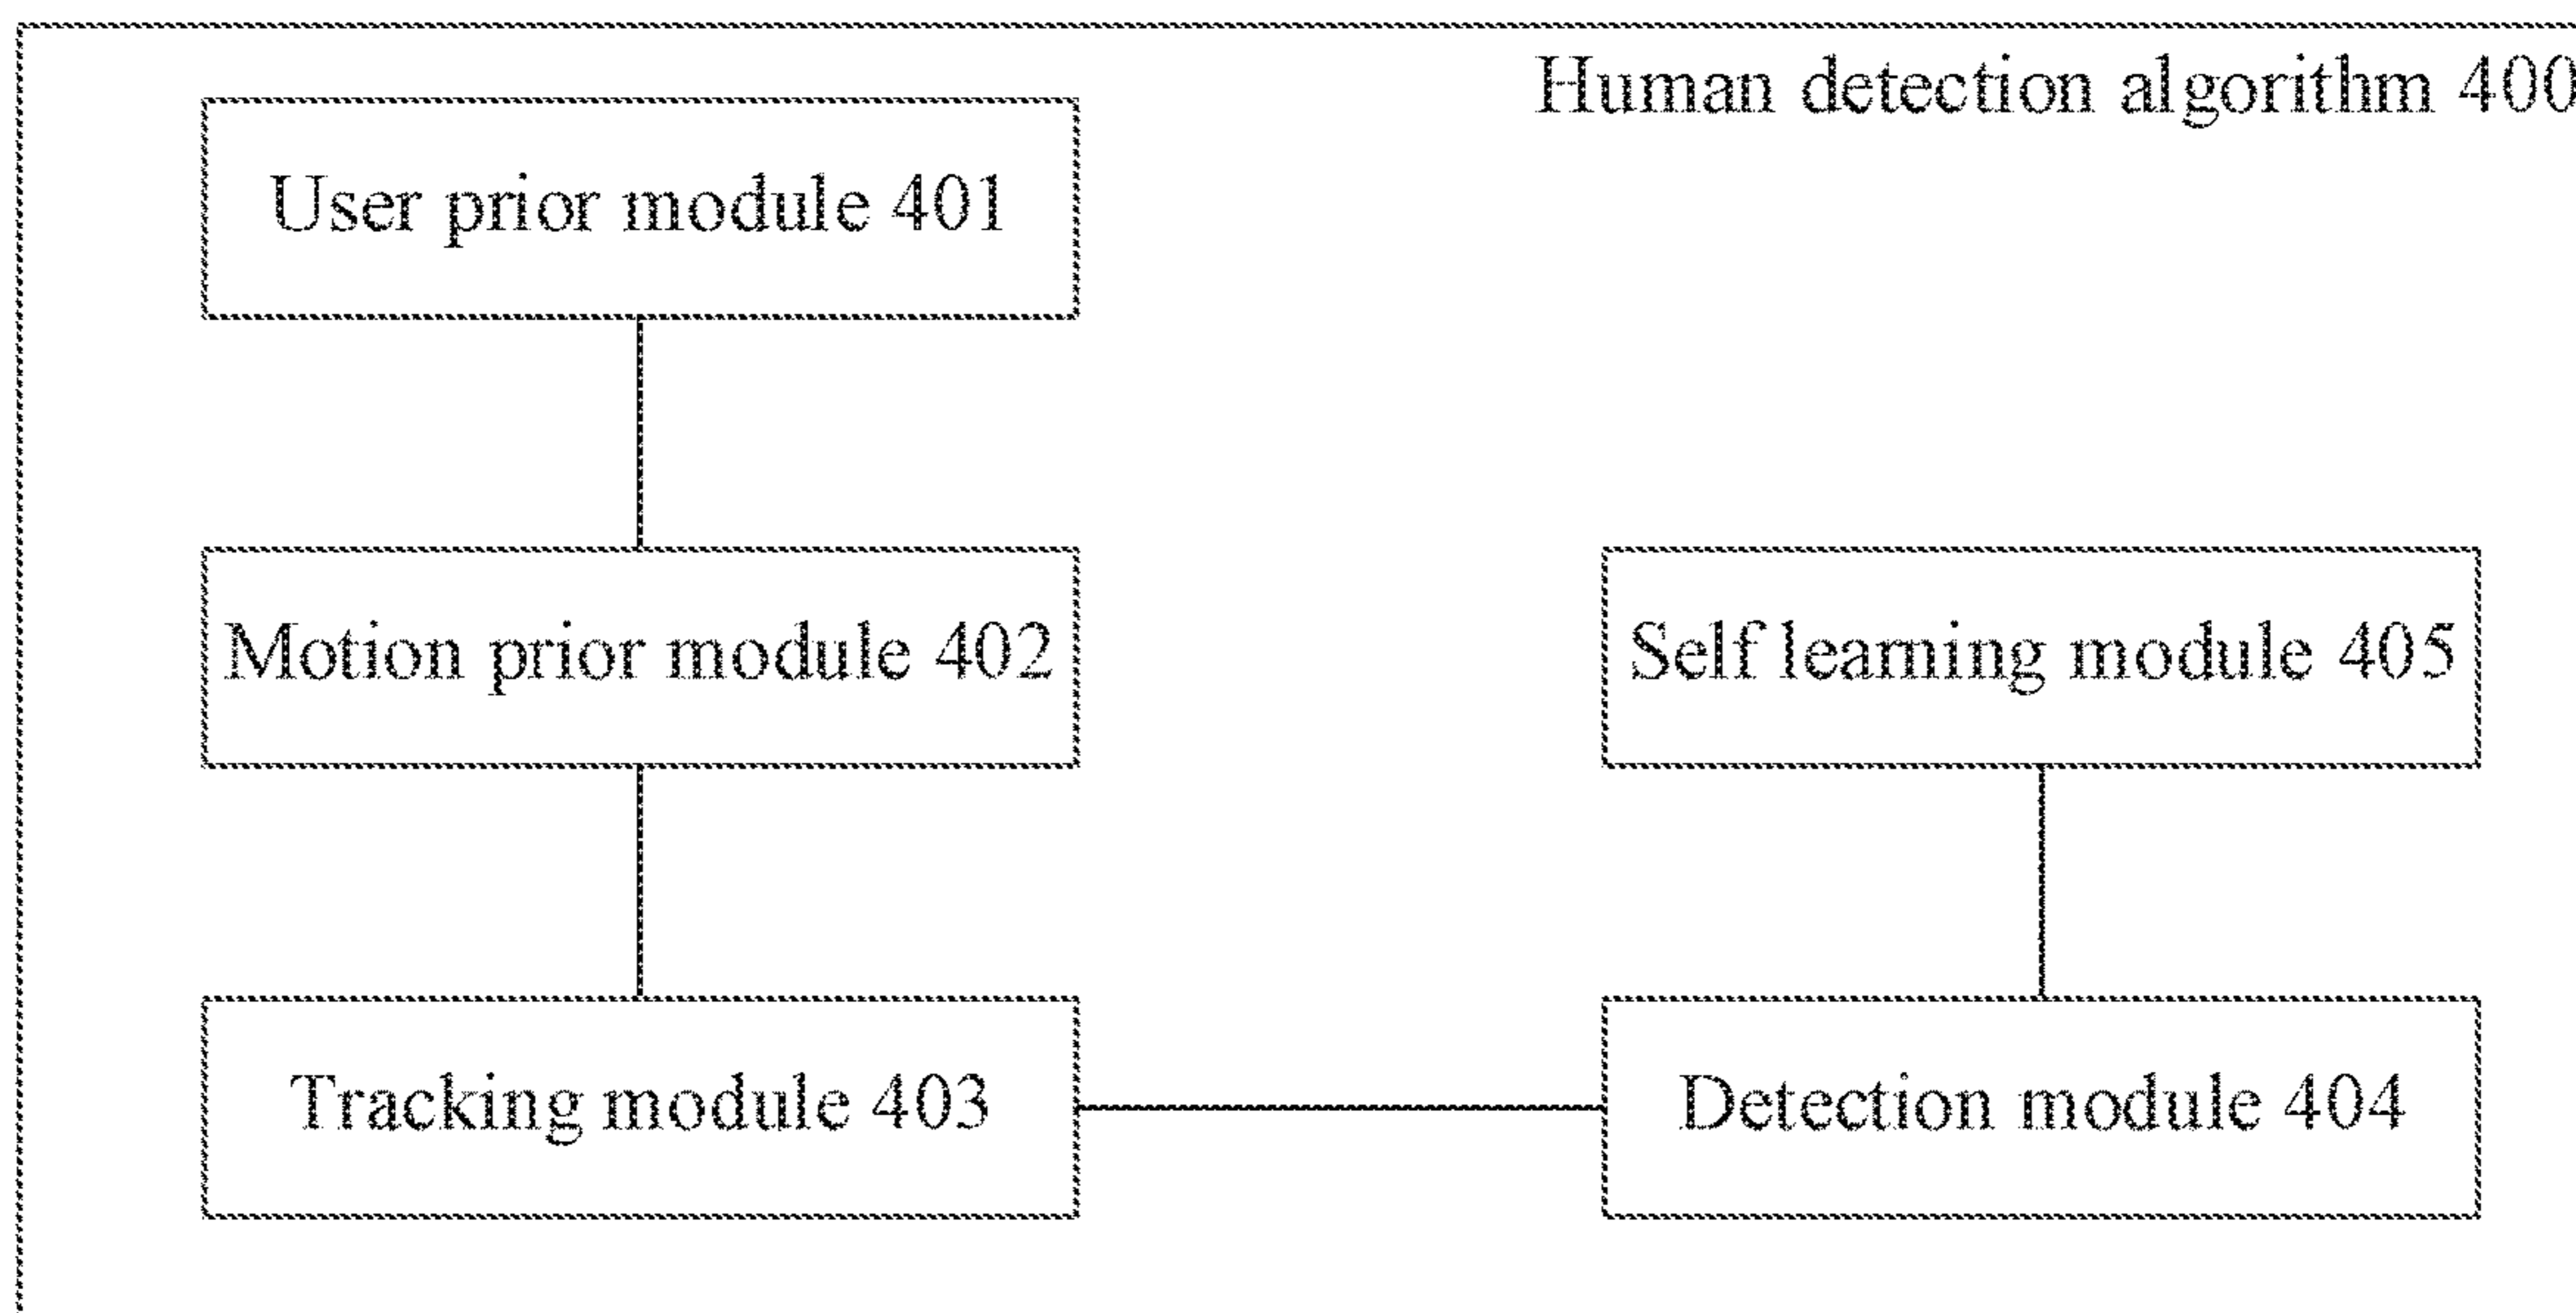 Human detection algorithm 400
User prior module 401
Motion prior module 402
Self learning module 405
Tracking module 403
Detection module 404